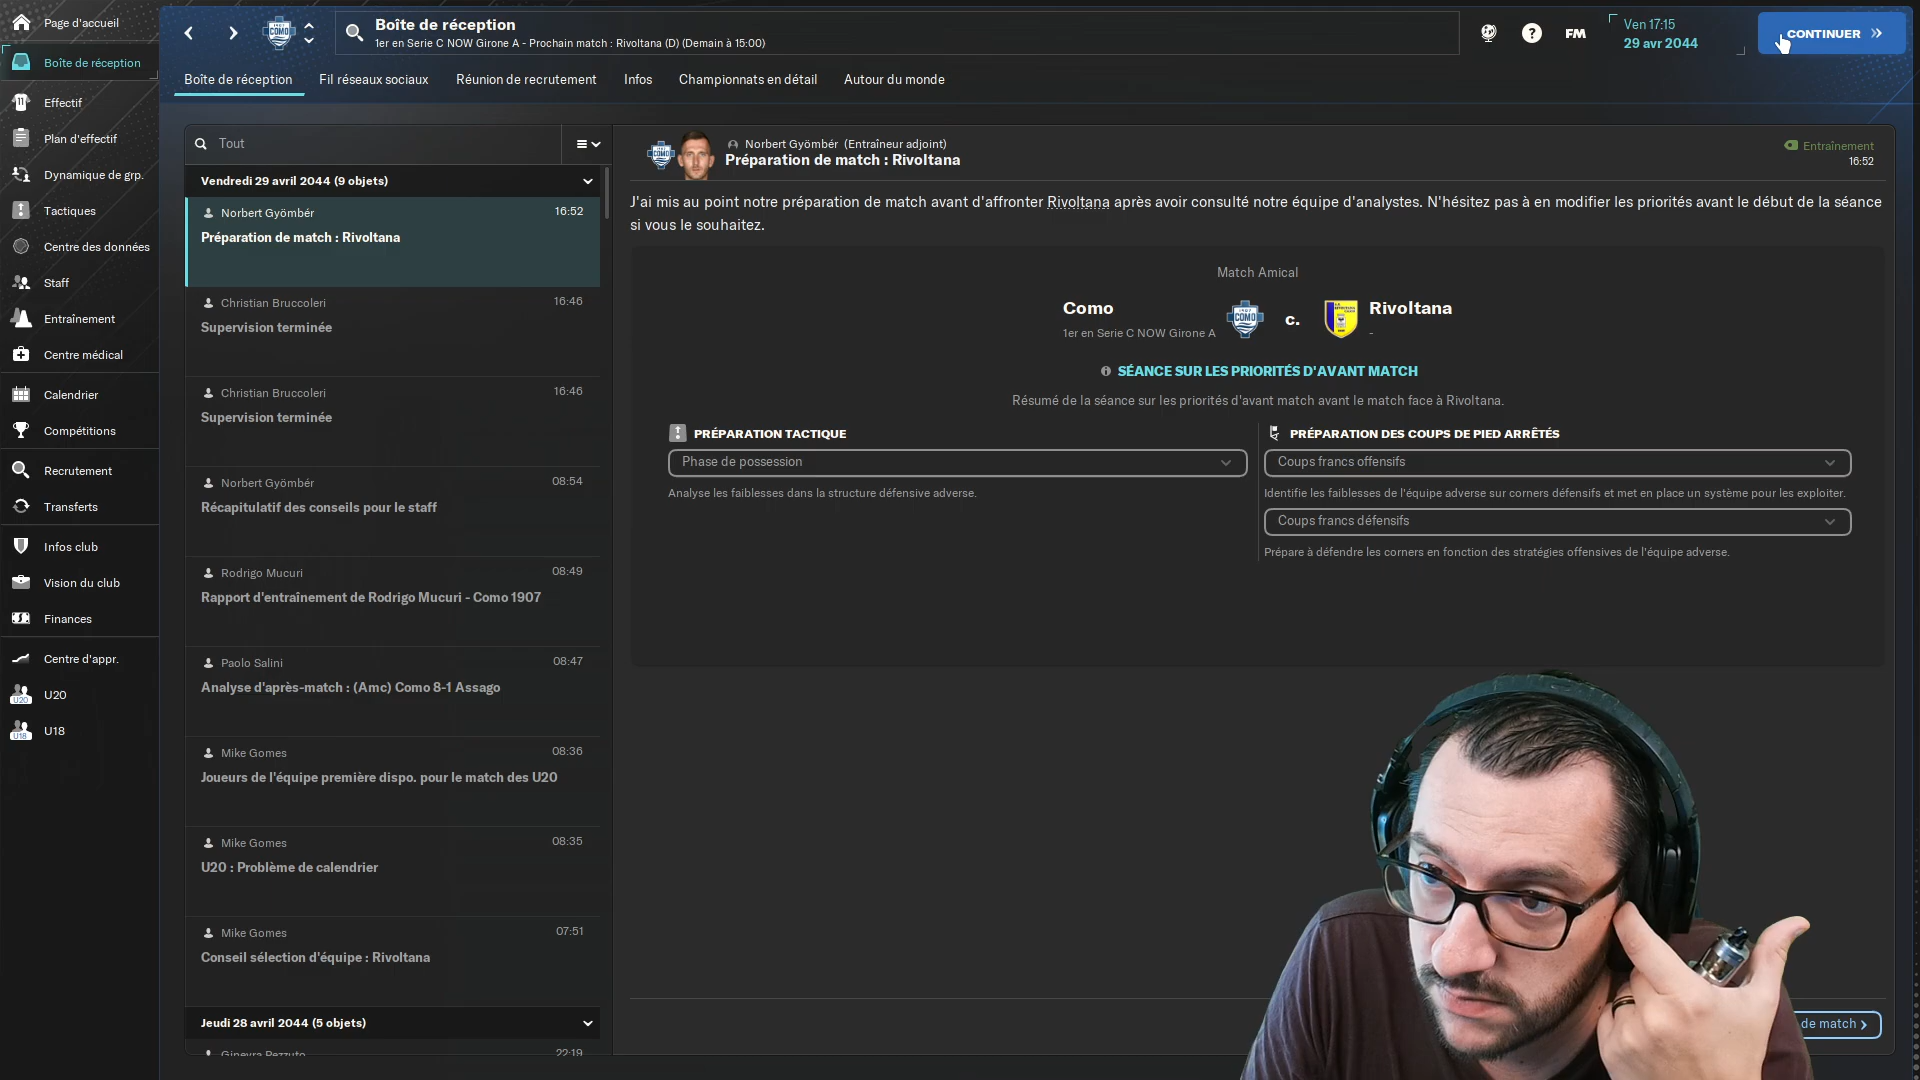 Page d'accueil
Boîte de réception
Effectif
Plan d'effectif
Dynamique de grp.
Tactiques
Centre des données
Staff
Entraînement
Centre médical
Calendrier
Compétitions
Recrutement
Transferts
Infos club
Vision du club
Finances
Centre d'appr.
U20
U18
Boîte de réception
1er en Serie C NOW Girone A - Prochain match : Rivoltana (D) (Demain à 15:00)
FM
Ven 17:15
29 avr 2044
CONTINUER
Boîte de réception
Fil réseaux sociaux
Réunion de recrutement
Infos
Championnats en détail
Autour du monde
Tout
Vendredi 29 avril 2044 (9 objets)
Norbert Gyömbér 16:52
Préparation de match : Rivoltana
Christian Bruccoleri 16:46
Supervision terminée
Christian Bruccoleri 16:46
Supervision terminée
Norbert Gyömbér 08:54
Récapitulatif des conseils pour le staff
Rodrigo Mucuri 08:49
Rapport d'entraînement de Rodrigo Mucuri - Como 1907
Paolo Salini 08:47
Analyse d'après-match : (Amc) Como 8-1 Assago
Mike Gomes 08:36
Joueurs de l'équipe première dispo. pour le match des U20
Mike Gomes 08:35
U20 : Problème de calendrier
Mike Gomes 07:51
Conseil sélection d'équipe : Rivoltana
Jeudi 28 avril 2044 (5 objets)
Ginevra Pezzuto 22:19
Norbert Gyömbér (Entraîneur adjoint)
Préparation de match : Rivoltana
Entraînement
16:52
J'ai mis au point notre préparation de match avant d'affronter Rivoltana après avoir consulté notre équipe d'analystes. N'hésitez pas à en modifier les priorités avant le début de la séance
si vous le souhaitez.
Match Amical
Como
1er en Serie C NOW Girone A
COMO
c.
Rivoltana
-
SÉANCE SUR LES PRIORITÉS D'AVANT MATCH
Résumé de la séance sur les priorités d'avant match avant le match face à Rivoltana.
PRÉPARATION TACTIQUE
Phase de possession
Analyse les faiblesses dans la structure défensive adverse.
PRÉPARATION DES COUPS DE PIED ARRÊTÉS
Coups francs offensifs
Identifie les faiblesses de l'équipe adverse sur corners défensifs et met en place un système pour les exploiter.
Coups francs défensifs
Prépare à défendre les corners en fonction des stratégies offensives de l'équipe adverse.
de match